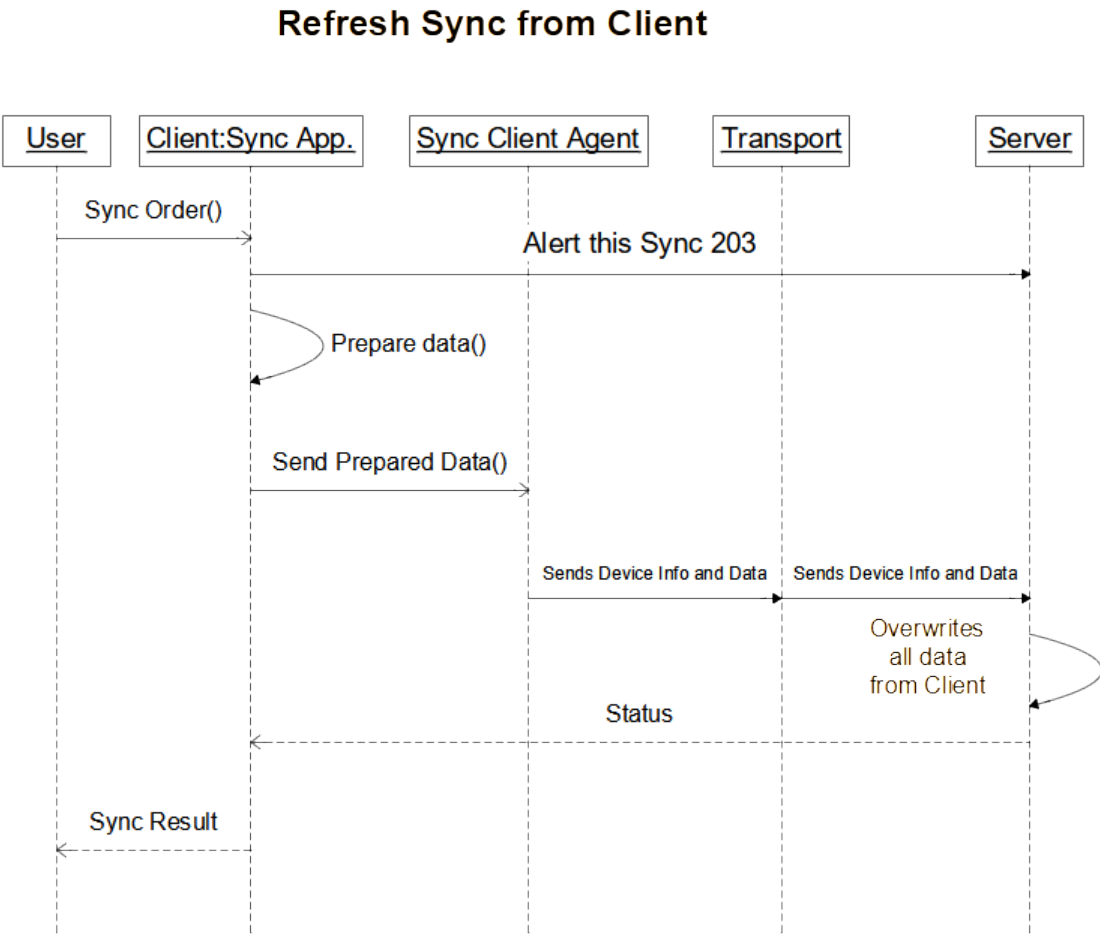 Refresh Sync from Client
User
Client:Sync App.
Sync Client Agent
Transport
Server
Sync Order()
Alert this Sync 203
Prepare data()
Send Prepared Data()
Sends Device Info and Data
Sends Device Info and Data
Overwrites
all data
from Client
Status
Sync Result